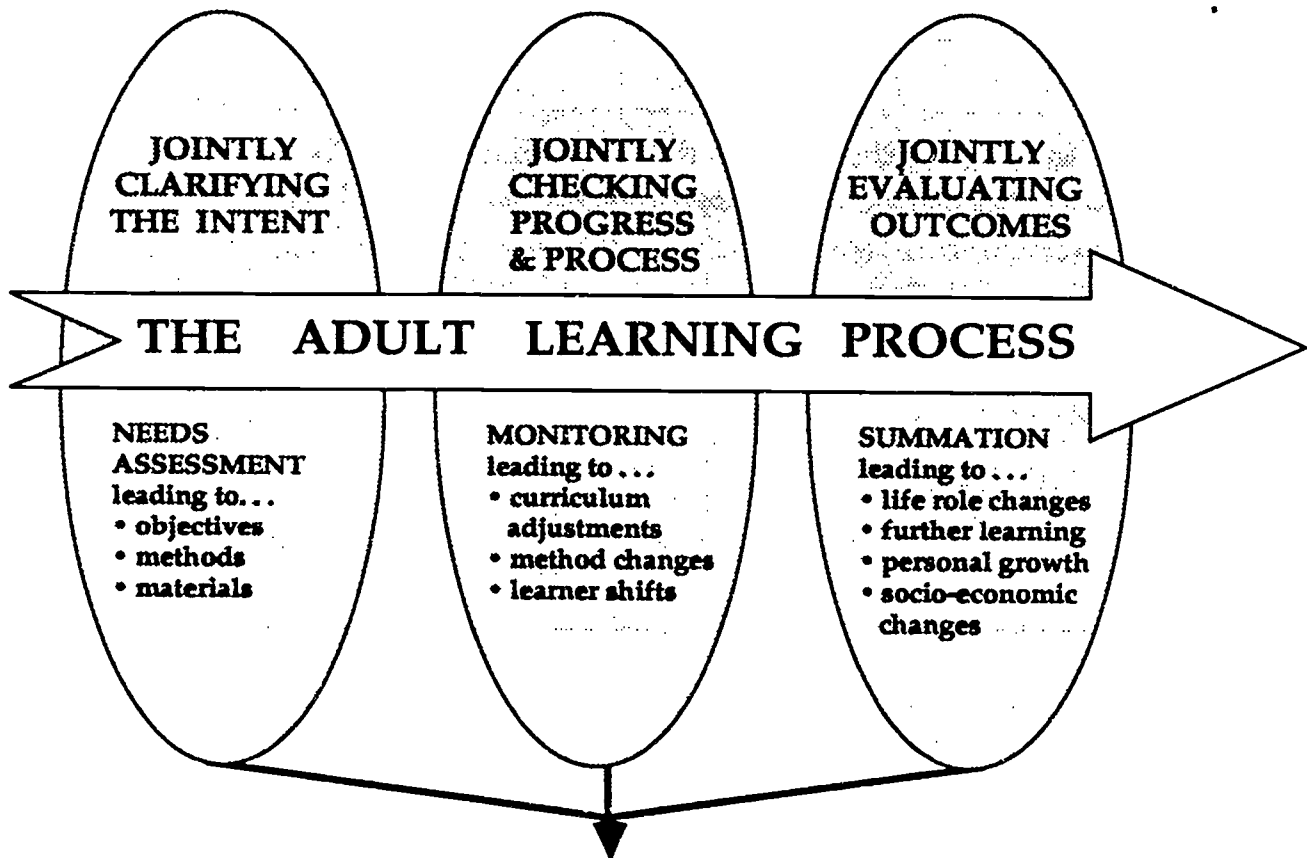 JOINTLY
CLARIFYING
THE INTENT
JOINTLY
CHECKING
PROGRESS
& PROCESS
JOINTLY
EVALUATING
OUTCOMES
THE ADULT LEARNING PROCESS
NEEDS
ASSESSMENT
leading to...
• objectives
• methods
• materials
MONITORING
leading to ...
• curriculum
adjustments
• method changes
• learner shifts
SUMMATION
leading to ...
• life role changes
• further learning
• personal growth
• socio-economic
changes